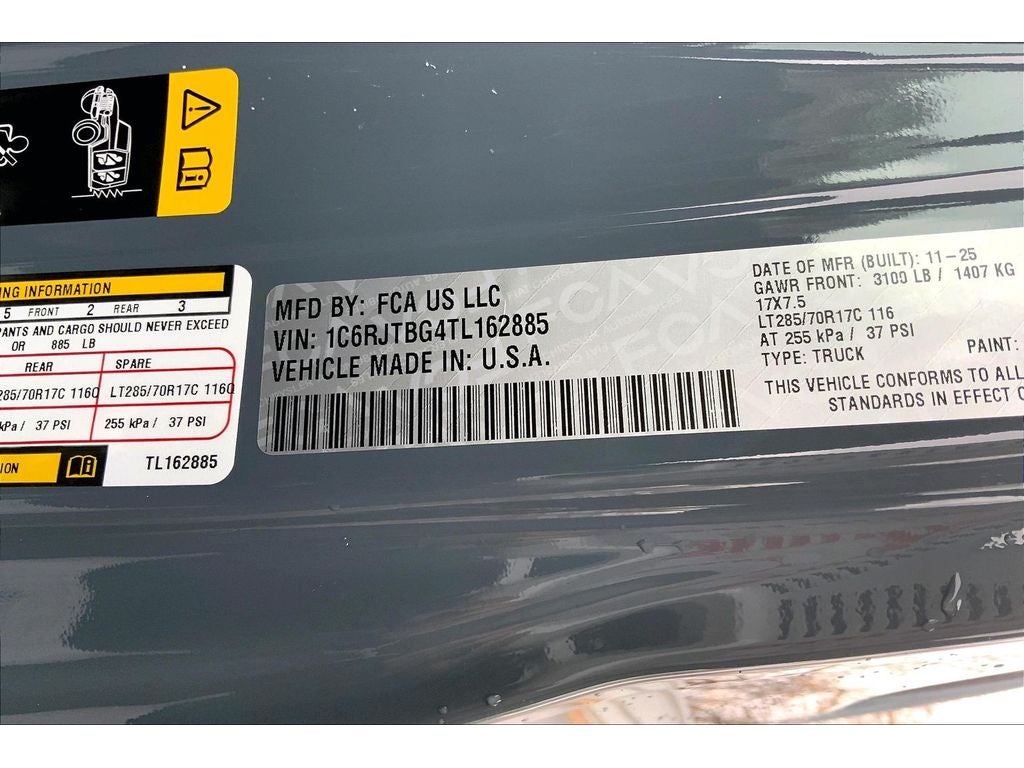 NG INFORMATION
5 FRONT 2 REAR 3
PANTS AND CARGO SHOULD NEVER EXCEED
OR 885 LB
REAR SPARE
285/70R17C 116Q LT285/70R17C 116Q
kPa / 37 PSI 255 kPa / 37 PSI
ION
TL162885
MFD BY: FCA US LLC
VIN: 1C6RJTBG4TL162885
VEHICLE MADE IN: U.S.A.
DATE OF MFR (BUILT): 11-25
GAWR FRONT: 3100 LB / 1407 KG
17X7.5
LT285/70R17C 116
AT 255 kPa / 37 PSI
TYPE: TRUCK PAINT:
THIS VEHICLE CONFORMS TO ALL
STANDARDS IN EFFECT O